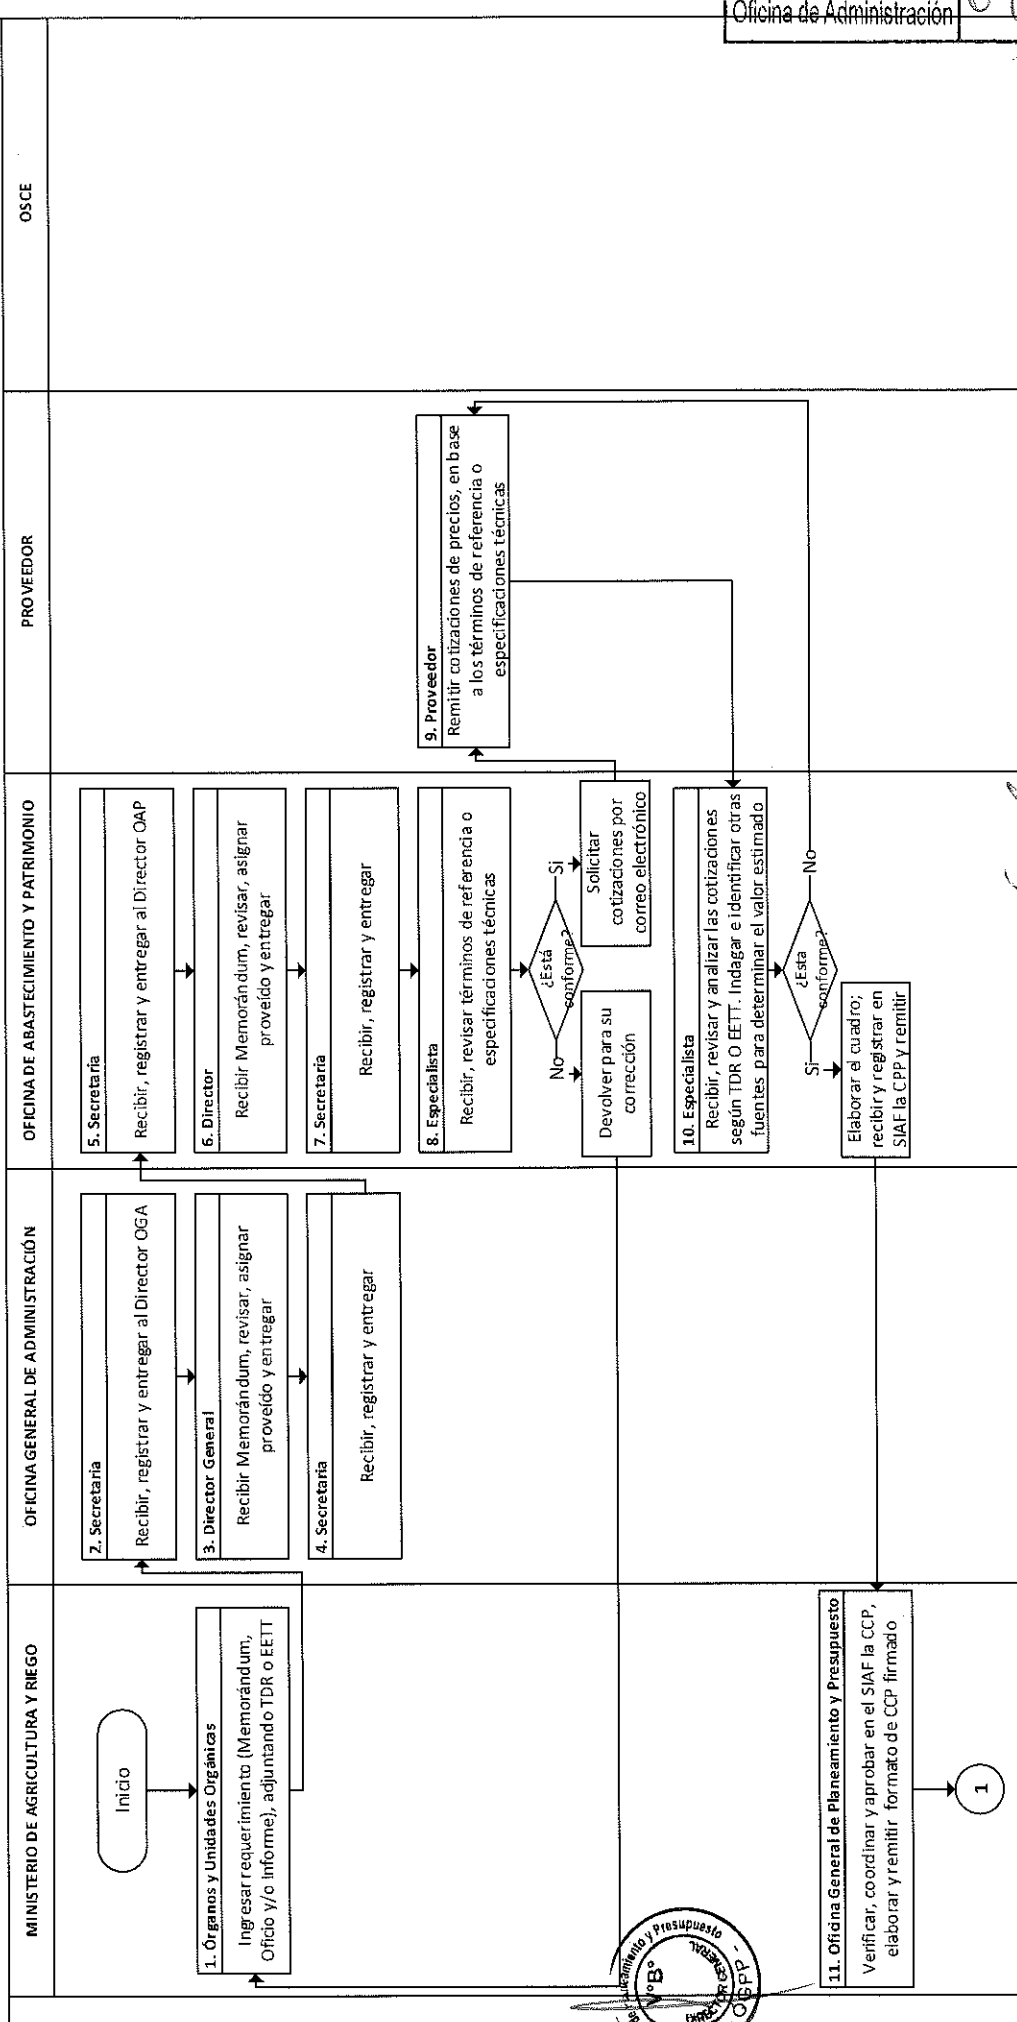 Oficina de Administración
MINISTERIO DE AGRICULTURA Y RIEGO
OFICINA GENERAL DE ADMINISTRACIÓN
OFICINA DE ABASTECIMIENTO Y PATRIMONIO
PROVEEDOR
OSCE
Inicio
1. Órganos y Unidades Orgánicas
Ingresar requerimiento (Memorándum,
Oficio y/o Informe), adjuntando TDR o EETT
2. Secretaria
Recibir, registrar y entregar al Director OGA
3. Director General
Recibir Memorándum, revisar, asignar
proveído y entregar
4. Secretaria
Recibir, registrar y entregar
5. Secretaria
Recibir, registrar y entregar al Director OAP
6. Director
Recibir Memorándum, revisar, asignar
proveído y entregar
7. Secretaria
Recibir, registrar y entregar
8. Especialista
Recibir, revisar términos de referencia o
especificaciones técnicas
¿Está
conforme?
No
Si
Devolver para su
corrección
Solicitar
cotizaciones por
correo electrónico
9. Proveedor
Remitir cotizaciones de precios, en base
a los términos de referencia o
especificaciones técnicas
10. Especialista
Recibir, revisar y analizar las cotizaciones
según TDR O EETT. Indagar e identificar otras
fuentes para determinar el valor estimado
¿Esta
conforme?
Si
No
Elaborar el cuadro;
recibir y registrar en
SIAF la CPP y remitir
11. Oficina General de Planeamiento y Presupuesto
Verificar, coordinar y aprobar en el SIAF la CCP,
elaborar y remitir formato de CCP firmado
1
Planeamiento y Presupuesto
V°B°
DIRECTOR GENERAL
OGPP -